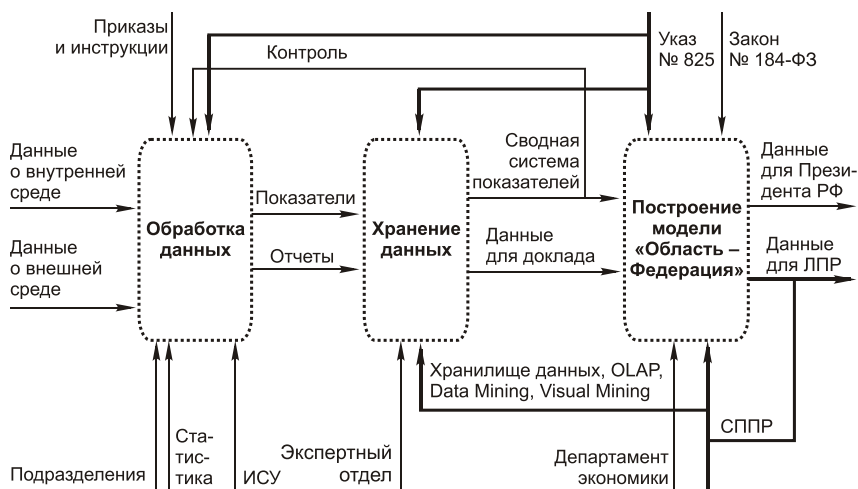 Приказы
и инструкции
Контроль
Указ
№ 825
Закон
№ 184-ФЗ
Данные
о внутренней
среде
Данные
о внешней
среде
Обработка
данных
Показатели
Отчеты
Хранение
данных
Сводная
система
показателей
Данные
для доклада
Построение
модели
«Область –
Федерация»
Данные
для Прези-
дента РФ
Данные
для ЛПР
Хранилище данных, OLAP,
Data Mining, Visual Mining
СППР
Подразделения
Ста-
тис-
тика
ИСУ
Экспертный
отдел
Департамент
экономики